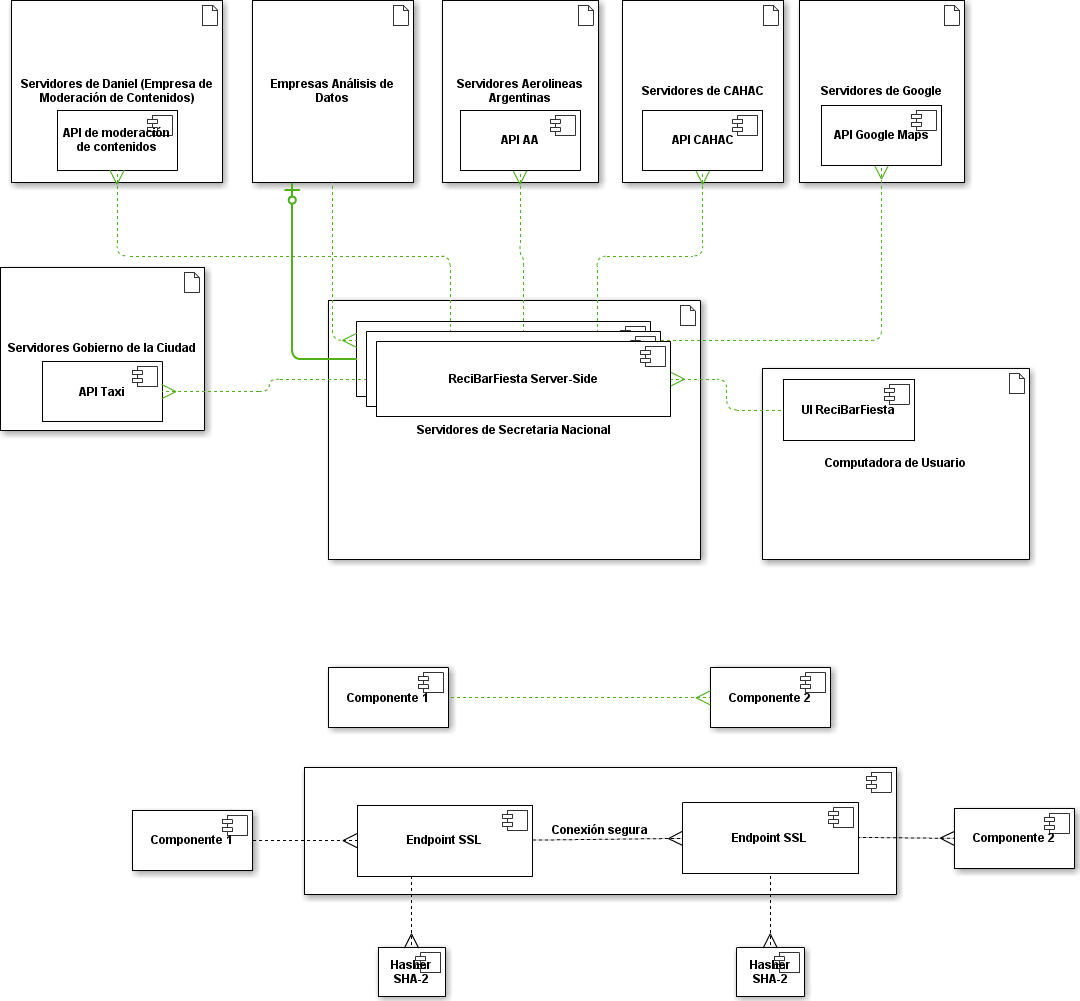 Servidores de Daniel (Empresa de
Moderación de Contenidos)
API de moderación
de contenidos
Empresas Análisis de
Datos
Servidores Aerolineas
Argentinas
API AA
Servidores de CAHAC
API CAHAC
Servidores de Google
API Google Maps
Servidores Gobierno de la Ciudad
API Taxi
ReciBarFiesta Server-Side
Servidores de Secretaria Nacional
UI ReciBarFiesta
Computadora de Usuario
Componente 1
Componente 2
Componente 1
Endpoint SSL
Conexión segura
Endpoint SSL
Componente 2
Hasher
SHA-2
Hasher
SHA-2